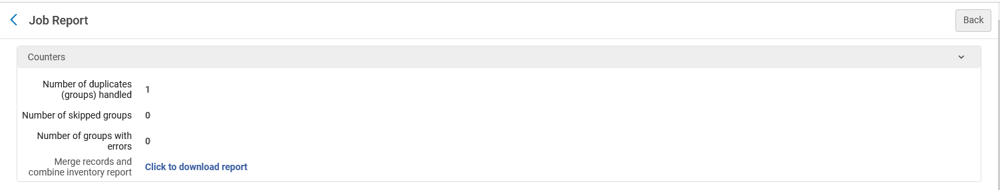 Job Report
Back
Counters
Number of duplicates
(groups) handled
1
Number of skipped groups
0
Number of groups with
errors
0
Merge records and
combine inventory report
Click to download report